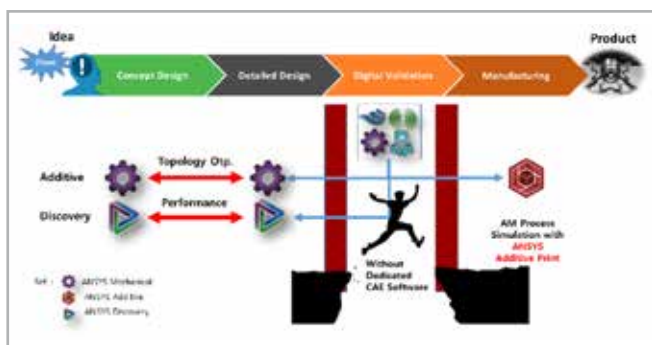 Idea
Product
Concept Design
Detailed Design
Digital Validation
Manufacturing
Topology Otp.
Additive
Performance
Discovery
AM Process
Simulation with
ANSYS
Additive Print
Without
Dedicated
CAE Software
ANSYS Mechanical
ANSYS Additive
ANSYS Discovery